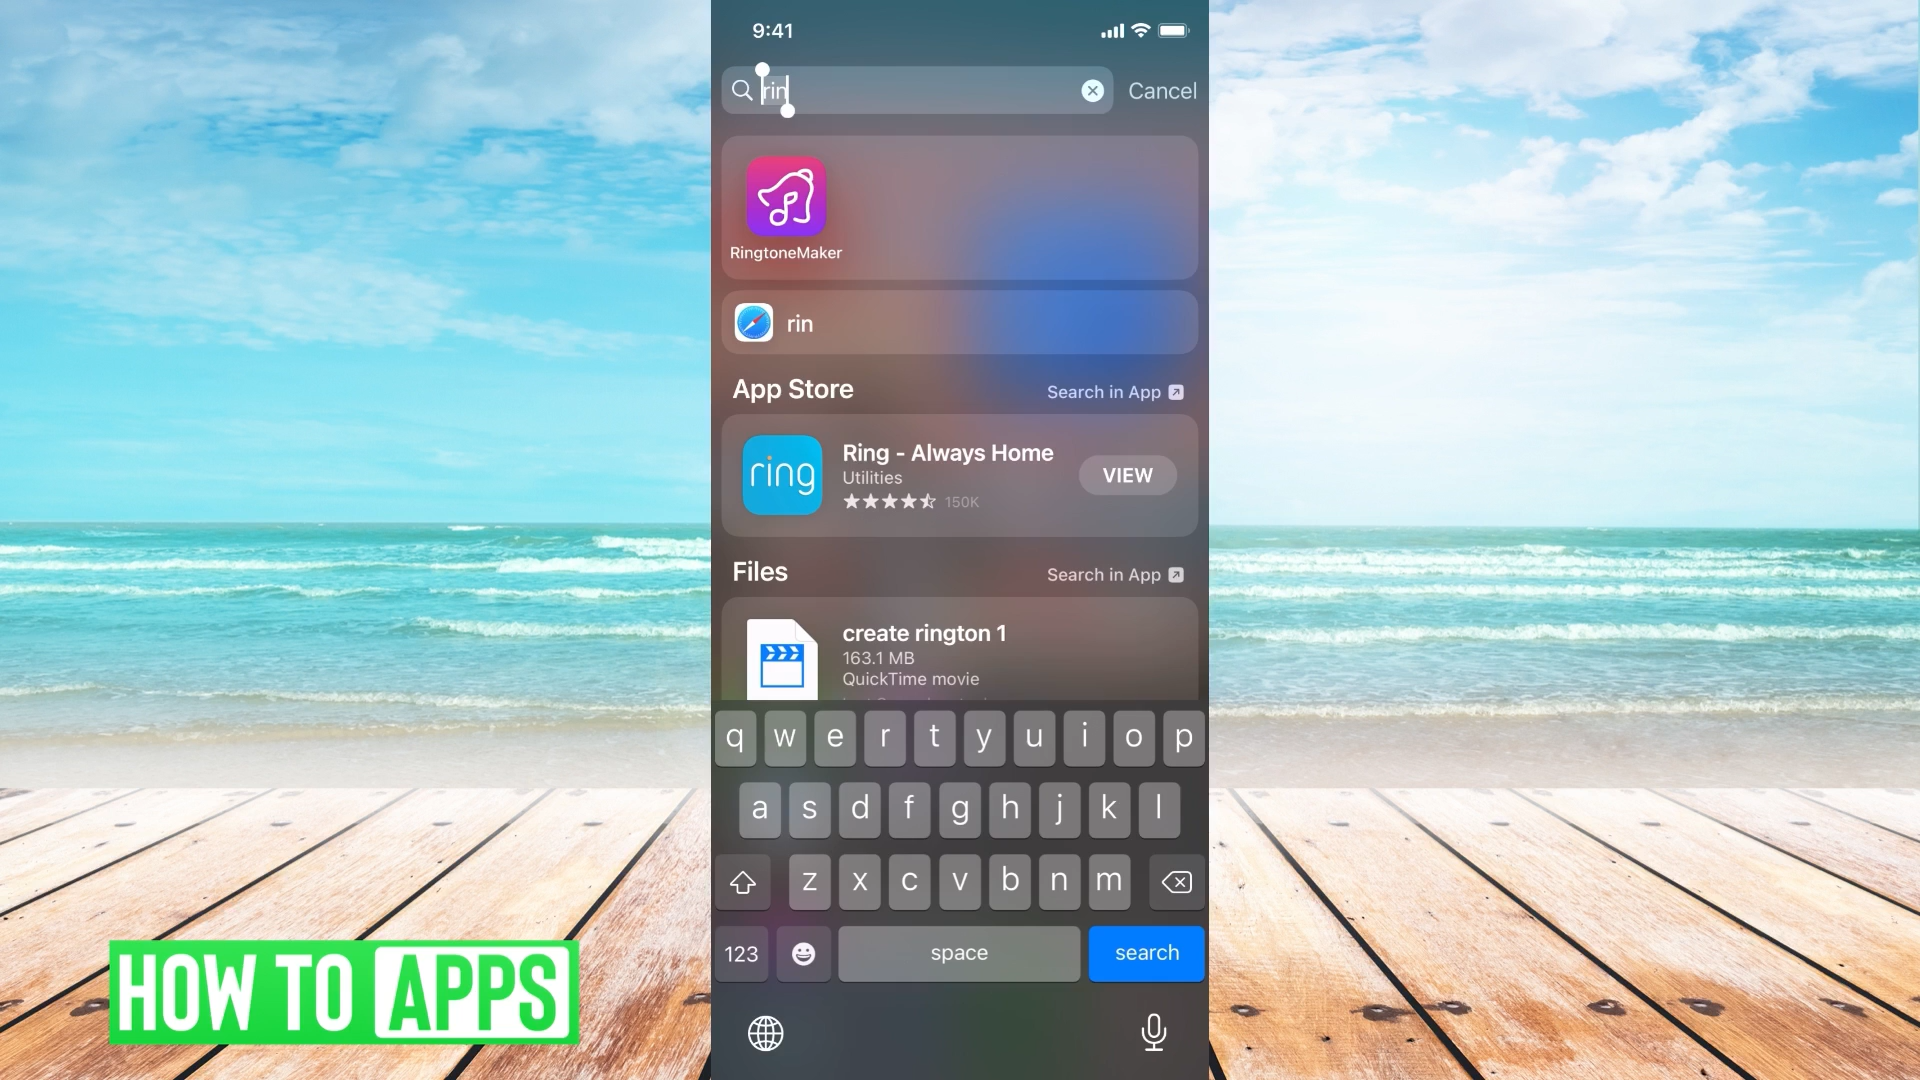 9:41
rin
Cancel
RingtoneMaker
rin
App Store
Search in App
ring
Ring - Always Home
Utilities
150K
VIEW
Files
Search in App
create rington 1
163.1 MB
QuickTime movie
q w e r t y u i o p
a s d f g h j k l
z x c v b n m
123
space
search
HOW TO APPS